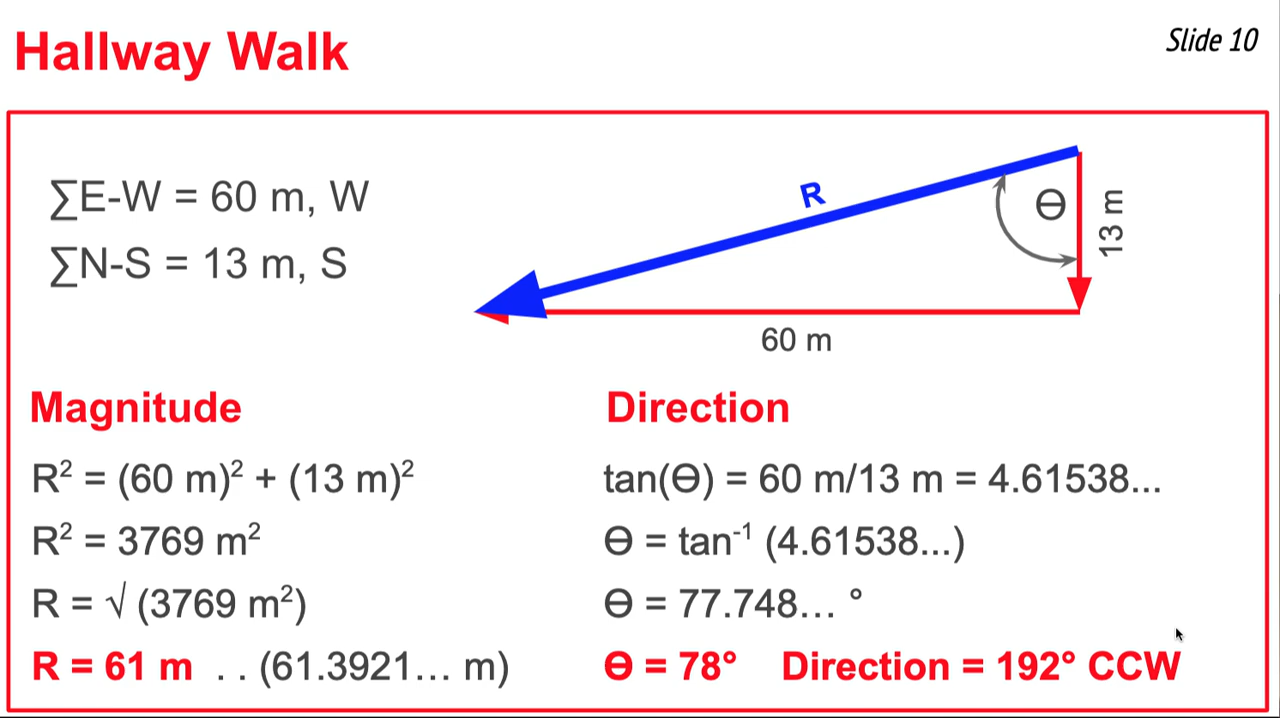 Hallway Walk
Slide 10
∑E-W = 60 m, W
∑N-S = 13 m, S
R
Ө
13 m
60 m
Magnitude
R² = (60 m)² + (13 m)²
R² = 3769 m²
R = √ (3769 m²)
R = 61 m . . (61.3921... m)
Direction
tan(Ө) = 60 m/13 m = 4.61538...
Ө = tan⁻¹ (4.61538...)
Ө = 77.748... °
Ө = 78° Direction = 192° CCW